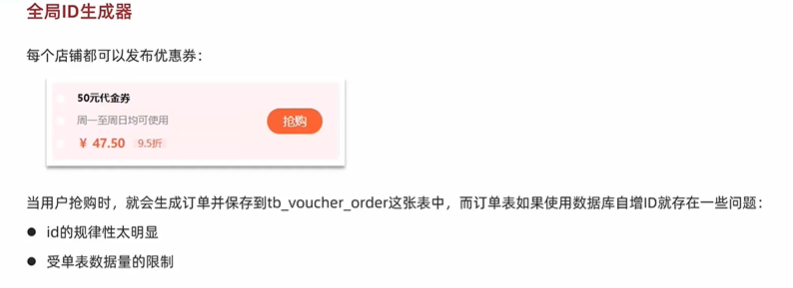 全局ID生成器
每个店铺都可以发布优惠券：
50元代金券
周一至周日均可使用
¥ 47.50 9.5折
抢购
当用户抢购时，就会生成订单并保存到tb_voucher_order这张表中，而订单表如果使用数据库自增ID就存在一些问题：
● id的规律性太明显
● 受单表数据量的限制